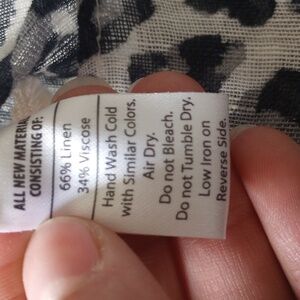 ALL NEW MATERIAL
CONSISTING OF:
66% Linen
34% Viscose
Hand Wash Cold
with Similar Colors.
Air Dry.
Do not Bleach.
Do not Tumble Dry.
Low Iron on
Reverse Side.